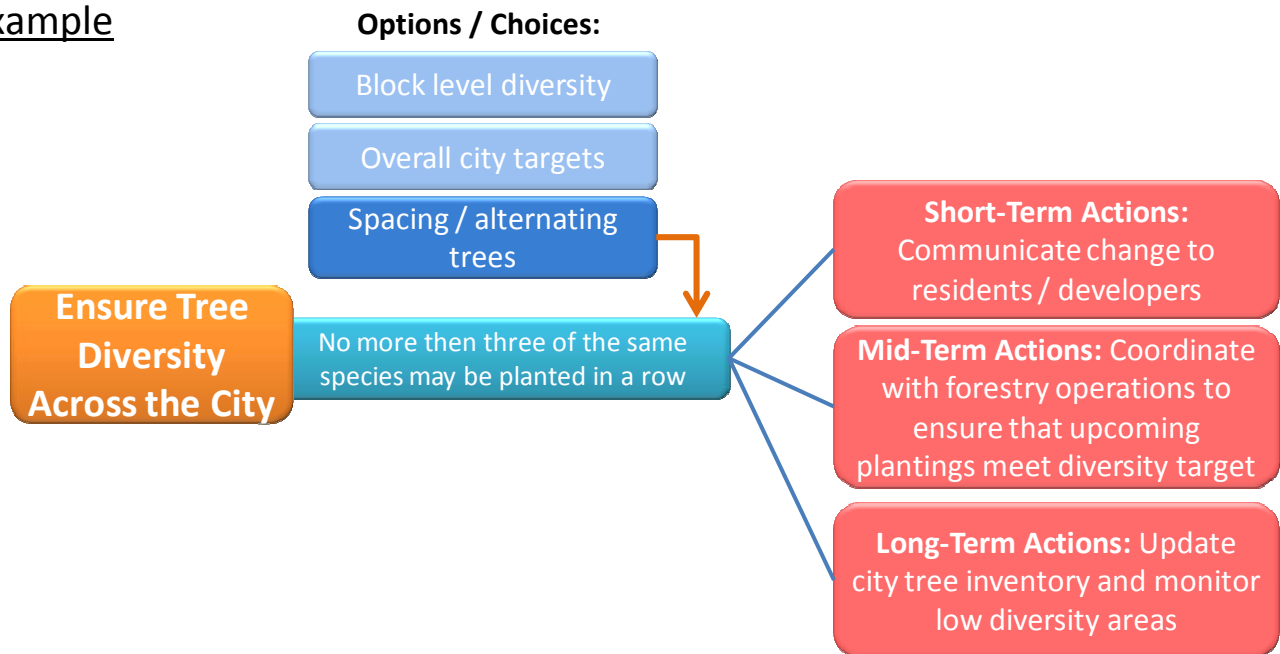 xample
Options / Choices:
Block level diversity
Overall city targets
Spacing / alternating
trees
Ensure Tree
Diversity
Across the City
No more then three of the same
species may be planted in a row
Short-Term Actions:
Communicate change to
residents / developers
Mid-Term Actions: Coordinate
with forestry operations to
ensure that upcoming
plantings meet diversity target
Long-Term Actions: Update
city tree inventory and monitor
low diversity areas